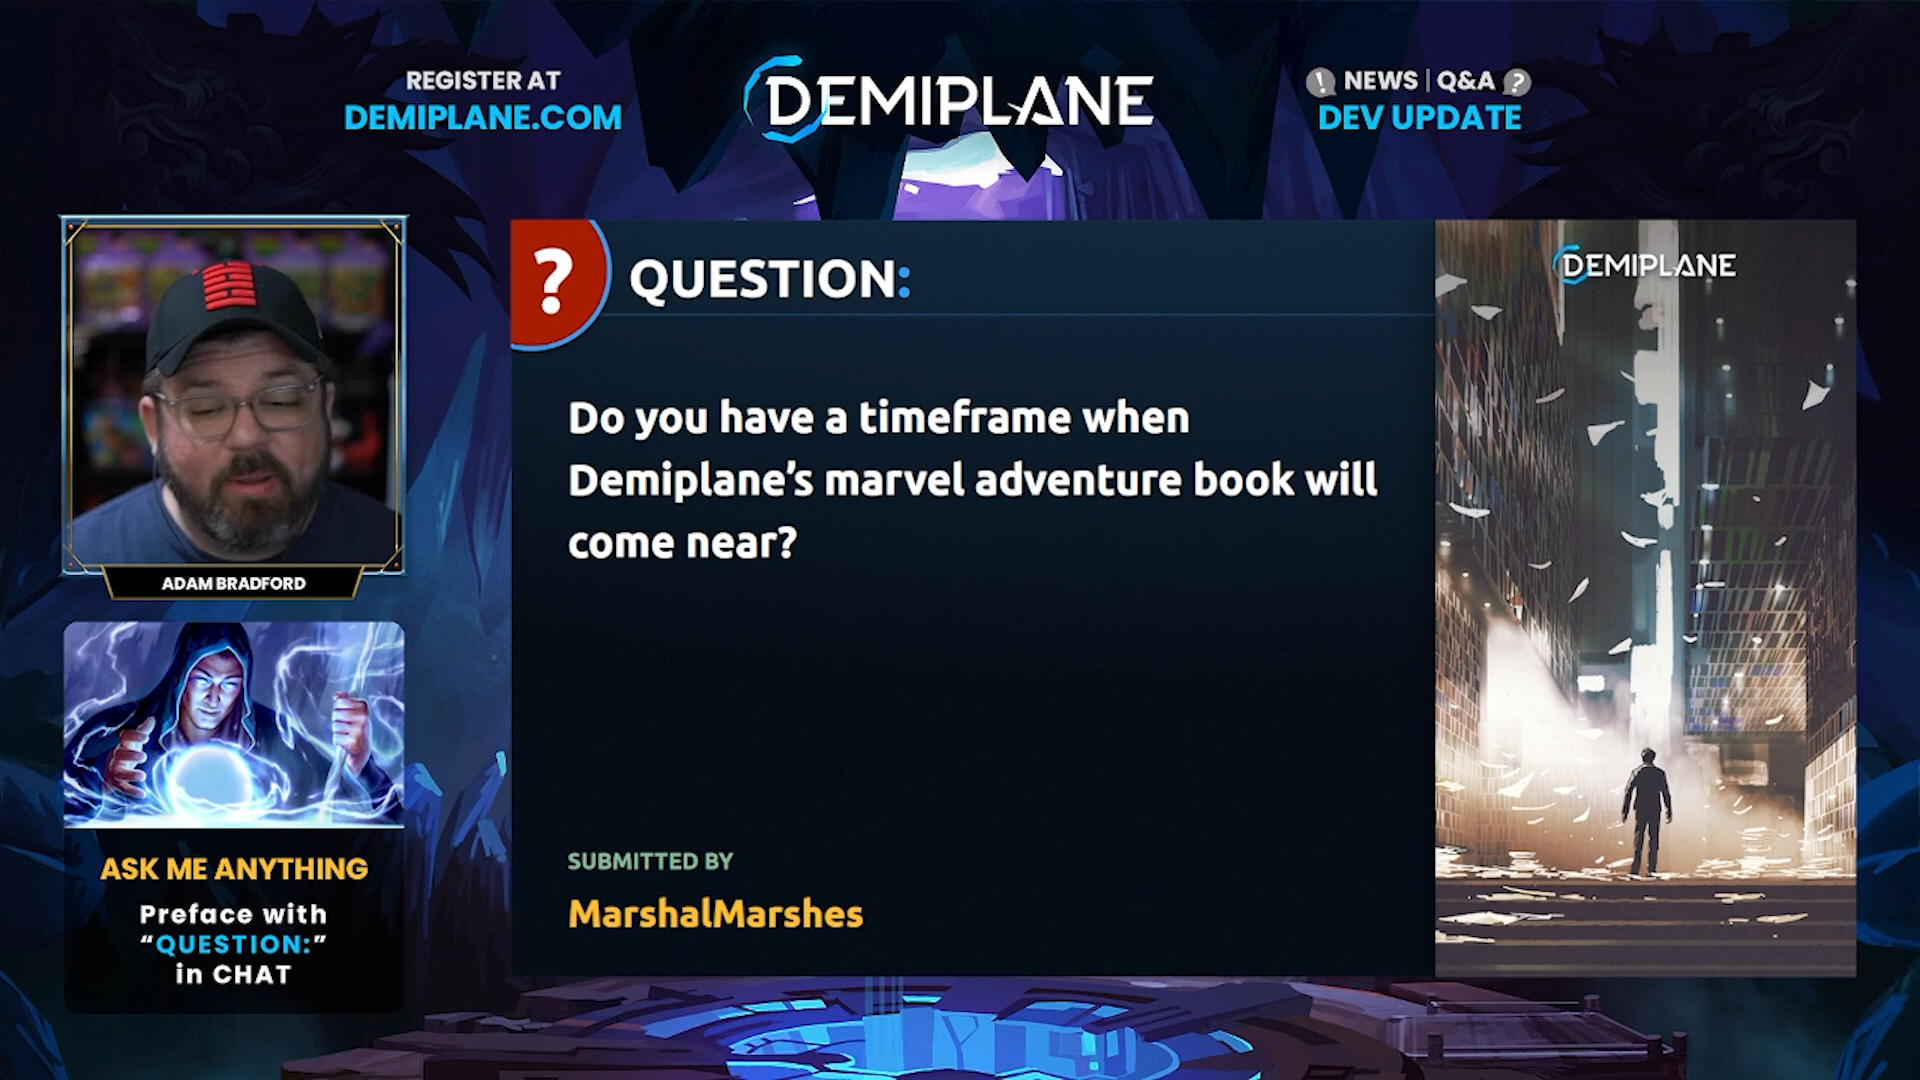 REGISTER AT
DEMIPLANE.COM
DEMIPLANE
! NEWS | Q&A ?
DEV UPDATE
ADAM BRADFORD
ASK ME ANYTHING
Preface with
“QUESTION:”
in CHAT
? QUESTION:
Do you have a timeframe when
Demiplane’s marvel adventure book will
come near?
SUBMITTED BY
MarshalMarshes
DEMIPLANE